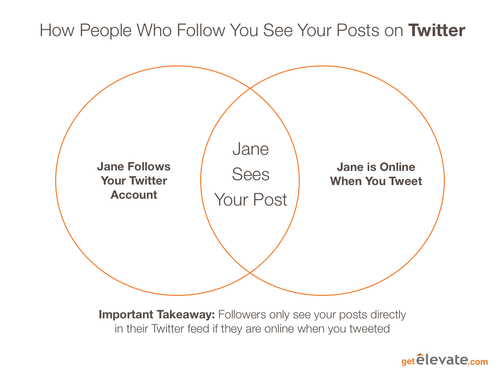 How People Who Follow You See Your Posts on Twitter
Jane Follows
Your Twitter
Account
Jane
Sees
Your Post
Jane is Online
When You Tweet
Important Takeaway: Followers only see your posts directly
in their Twitter feed if they are online when you tweeted
getêlevate.com